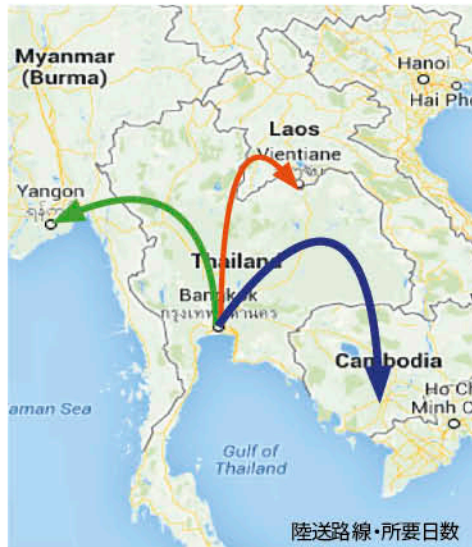 Myanmar
(Burma)
Hanoi
Hai Pho
Laos
Vientiane
Yangon
Thailand
Bangkok
Cambodia
Ho Ch
Minh C
aman Sea
Gulf of
Thailand
陸送路線・所要日数